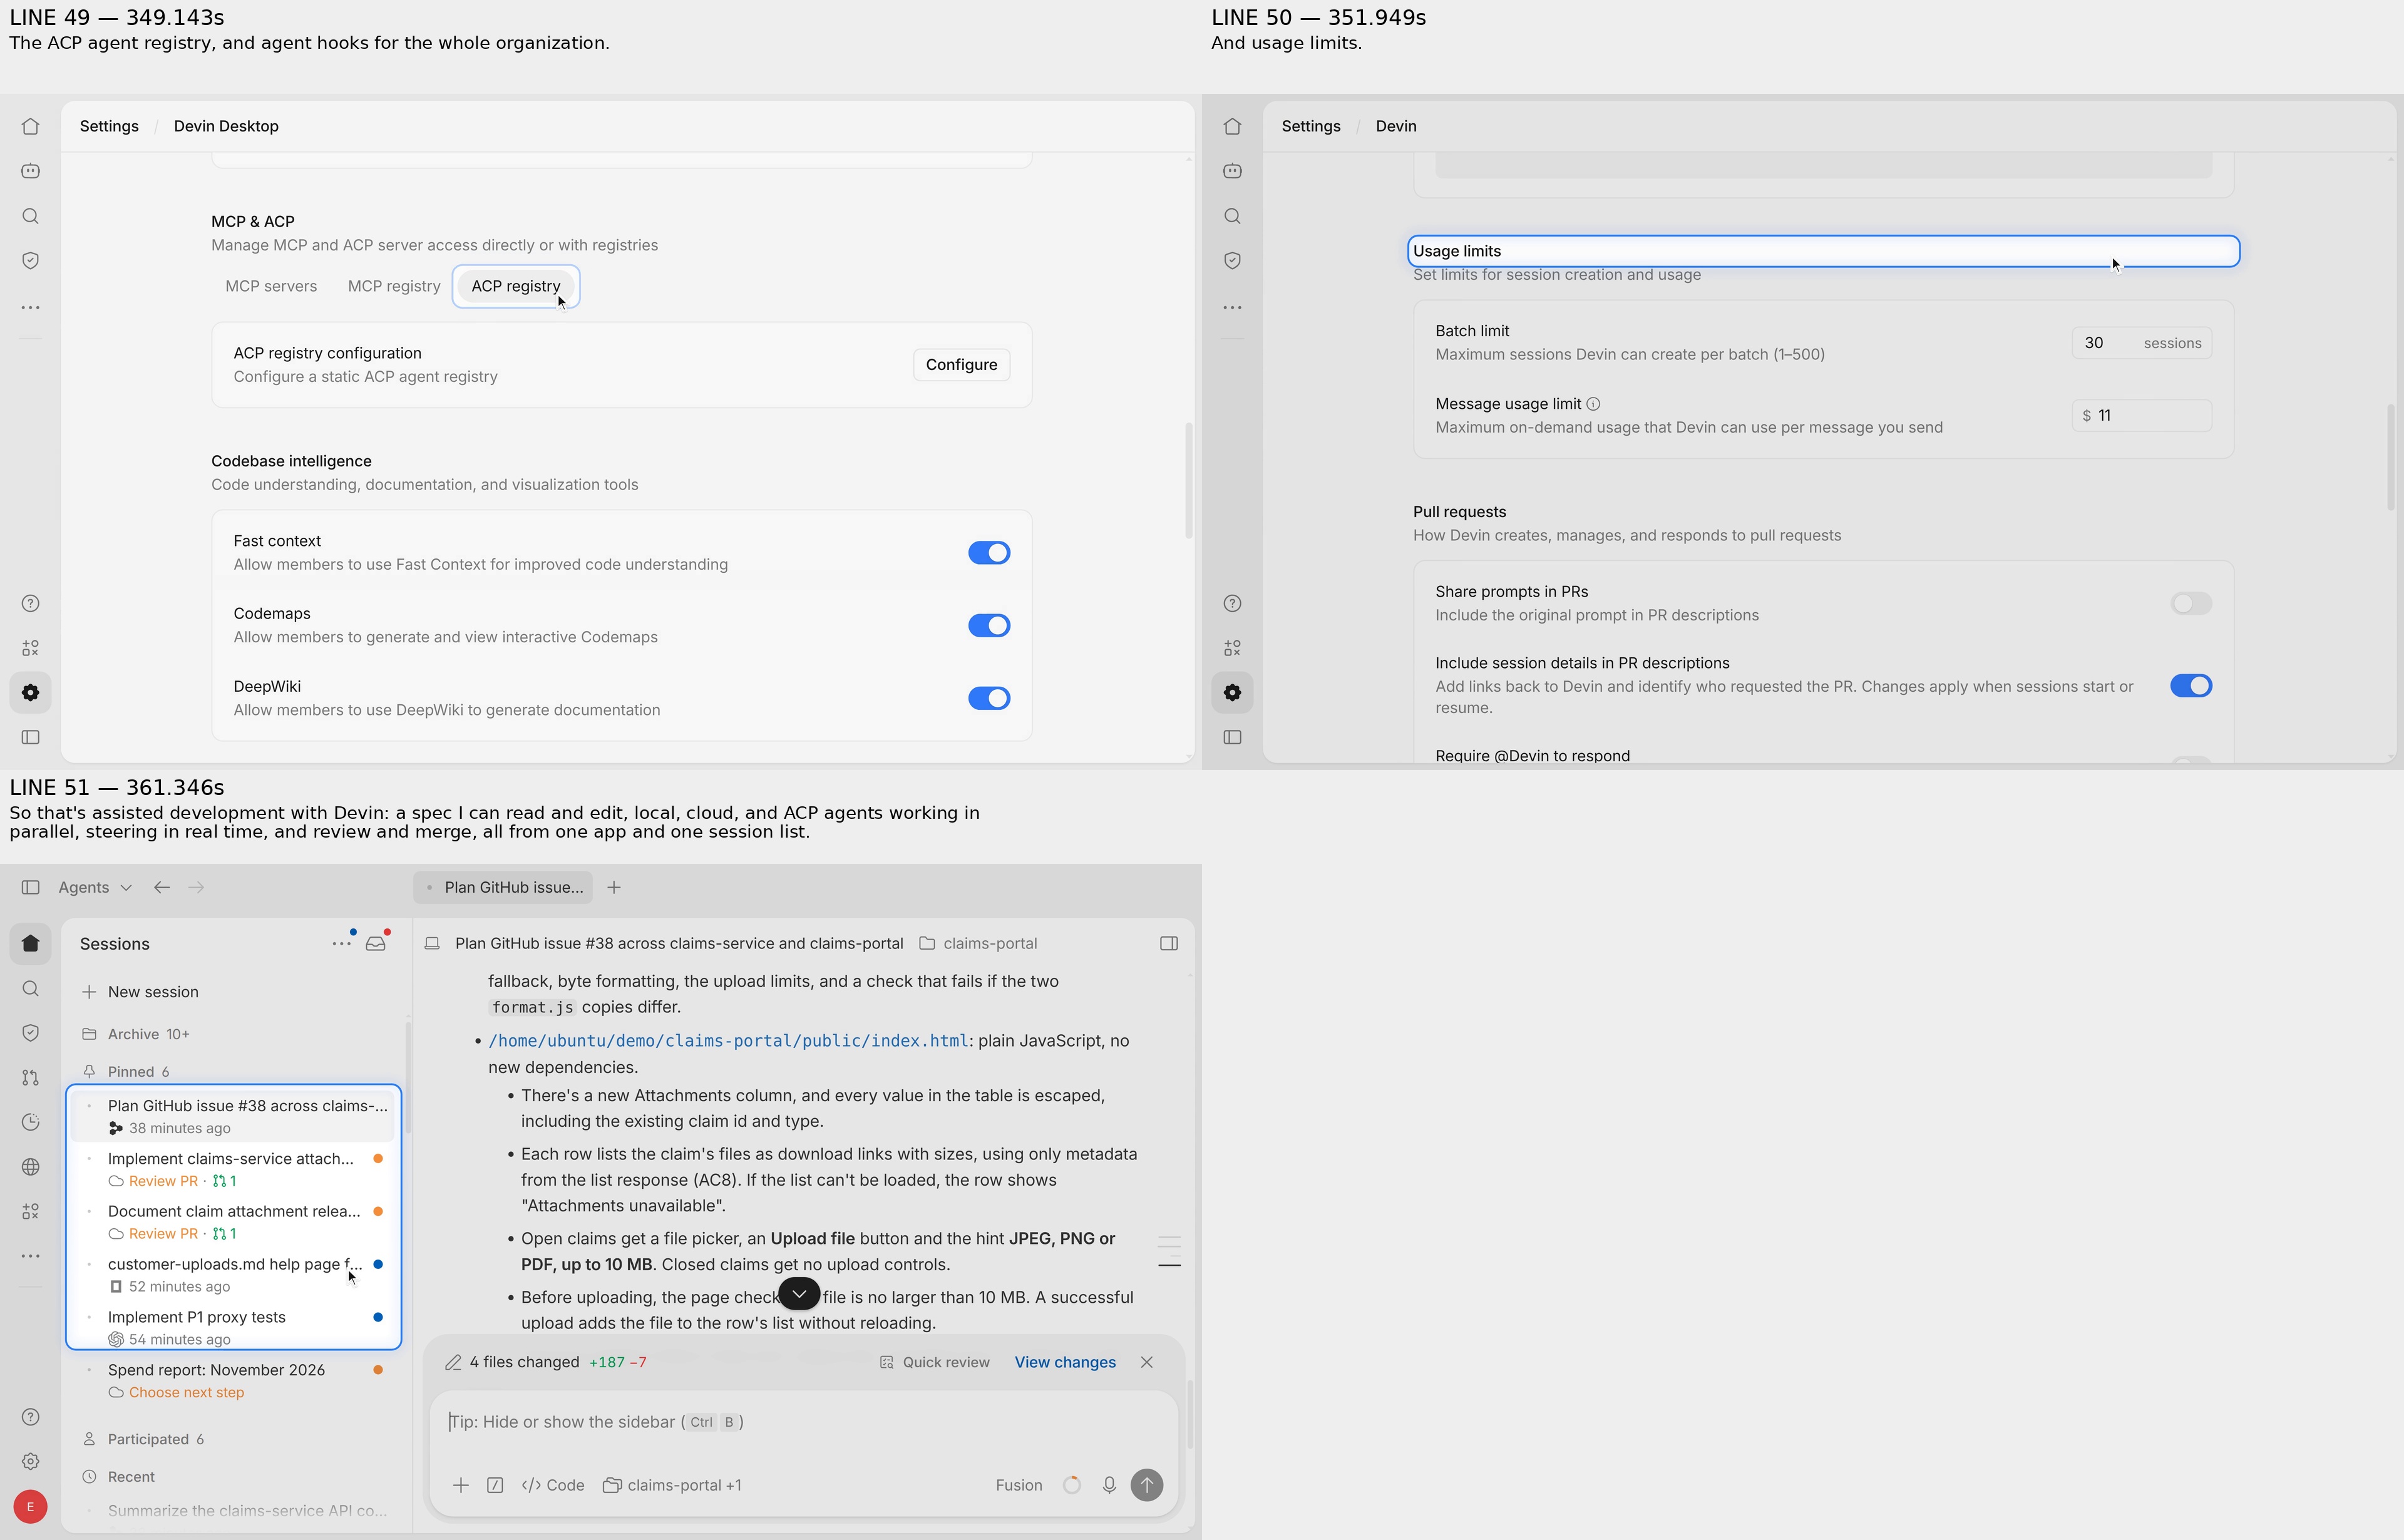 LINE 49 — 349.143s
The ACP agent registry, and agent hooks for the whole organization.
Settings / Devin Desktop
MCP & ACP
Manage MCP and ACP server access directly or with registries
MCP servers MCP registry ACP registry
ACP registry configuration
Configure a static ACP agent registry
Configure
Codebase intelligence
Code understanding, documentation, and visualization tools
Fast context
Allow members to use Fast Context for improved code understanding
Codemaps
Allow members to generate and view interactive Codemaps
DeepWiki
Allow members to use DeepWiki to generate documentation
LINE 50 — 351.949s
And usage limits.
Settings / Devin
Usage limits
Set limits for session creation and usage
Batch limit
Maximum sessions Devin can create per batch (1–500)
30 sessions
Message usage limit
Maximum on-demand usage that Devin can use per message you send
$ 11
Pull requests
How Devin creates, manages, and responds to pull requests
Share prompts in PRs
Include the original prompt in PR descriptions
Include session details in PR descriptions
Add links back to Devin and identify who requested the PR. Changes apply when sessions start or
resume.
Require @Devin to respond
LINE 51 — 361.346s
So that's assisted development with Devin: a spec I can read and edit, local, cloud, and ACP agents working in
parallel, steering in real time, and review and merge, all from one app and one session list.
Agents
Plan GitHub issue...
Sessions
New session
Archive 10+
Pinned 6
Plan GitHub issue #38 across claims-...
38 minutes ago
Implement claims-service attach...
Review PR · 1
Document claim attachment relea...
Review PR · 1
customer-uploads.md help page f...
52 minutes ago
Implement P1 proxy tests
54 minutes ago
Spend report: November 2026
Choose next step
Participated 6
Recent
Summarize the claims-service API co...
E
Plan GitHub issue #38 across claims-service and claims-portal claims-portal
fallback, byte formatting, the upload limits, and a check that fails if the two
format.js copies differ.
• /home/ubuntu/demo/claims-portal/public/index.html: plain JavaScript, no
new dependencies.
• There's a new Attachments column, and every value in the table is escaped,
including the existing claim id and type.
• Each row lists the claim's files as download links with sizes, using only metadata
from the list response (AC8). If the list can't be loaded, the row shows
"Attachments unavailable".
• Open claims get a file picker, an Upload file button and the hint JPEG, PNG or
PDF, up to 10 MB. Closed claims get no upload controls.
• Before uploading, the page check file is no larger than 10 MB. A successful
upload adds the file to the row's list without reloading.
4 files changed +187 −7
Quick review View changes
Tip: Hide or show the sidebar ( Ctrl B )
Code claims-portal +1
Fusion